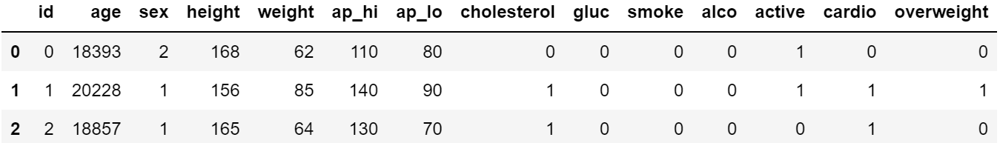 id age sex height weight ap_hi ap_lo cholesterol gluc smoke alco active cardio overweight
0 0 18393 2 168 62 110 80 0 0 0 0 1 0 0
1 1 20228 1 156 85 140 90 1 0 0 0 1 1 1
2 2 18857 1 165 64 130 70 1 0 0 0 0 1 0